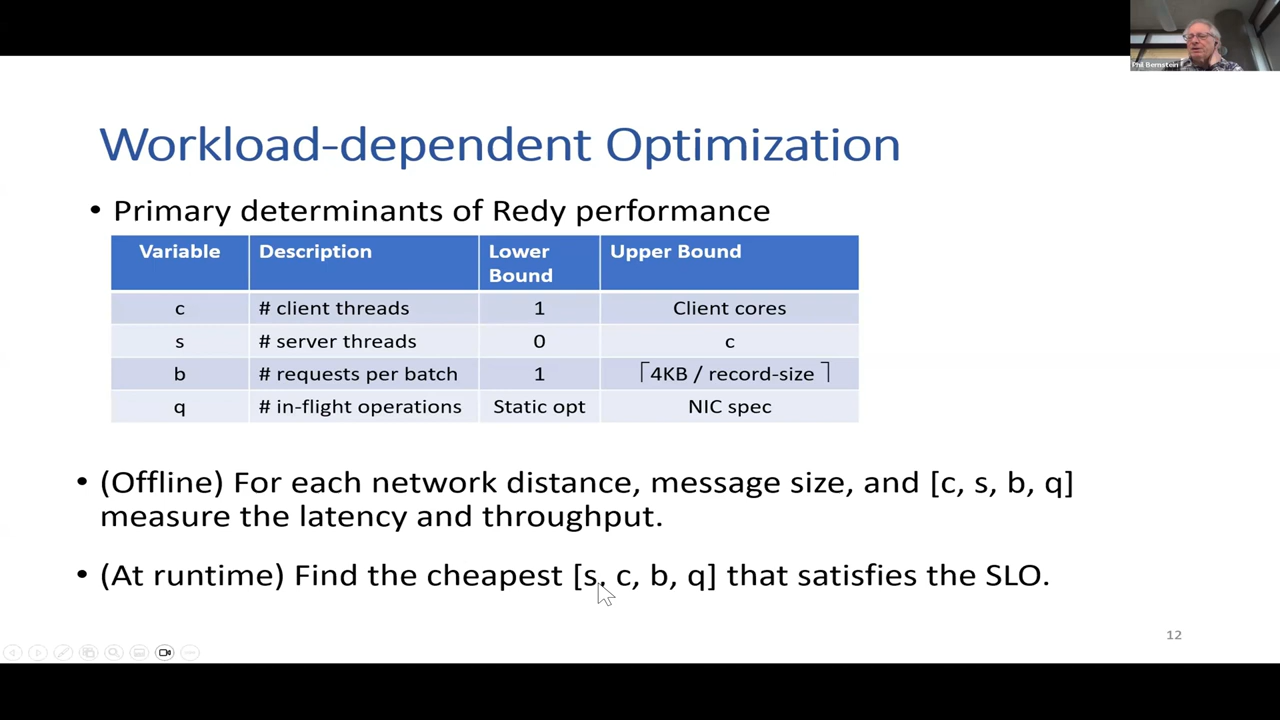 Phil Bernstein
Workload-dependent Optimization
• Primary determinants of Redy performance
Variable Description Lower Bound Upper Bound
c # client threads 1 Client cores
s # server threads 0 c
b # requests per batch 1 ⌈4KB / record-size⌉
q # in-flight operations Static opt NIC spec
• (Offline) For each network distance, message size, and [c, s, b, q]
measure the latency and throughput.
• (At runtime) Find the cheapest [s, c, b, q] that satisfies the SLO.
12